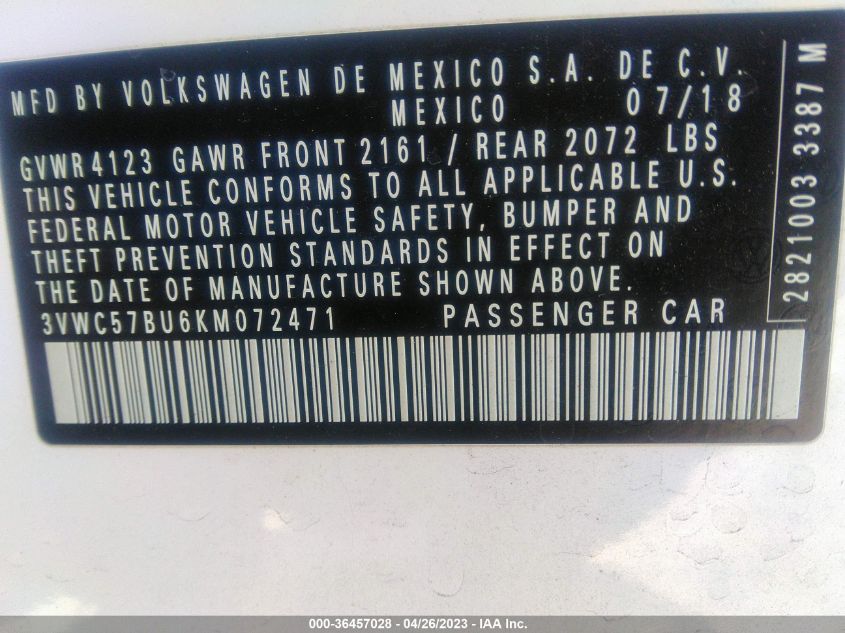 MFD BY VOLKSWAGEN DE MEXICO S.A. DE C.V.
MEXICO 07/18
GVWR 4123 GAWR FRONT 2161 / REAR 2072 LBS
THIS VEHICLE CONFORMS TO ALL APPLICABLE U.S.
FEDERAL MOTOR VEHICLE SAFETY, BUMPER AND
THEFT PREVENTION STANDARDS IN EFFECT ON
THE DATE OF MANUFACTURE SHOWN ABOVE.
3VWC57BU6KM072471 PASSENGER CAR
2821003 3387 M
000-36457028 - 04/26/2023 - IAA Inc.